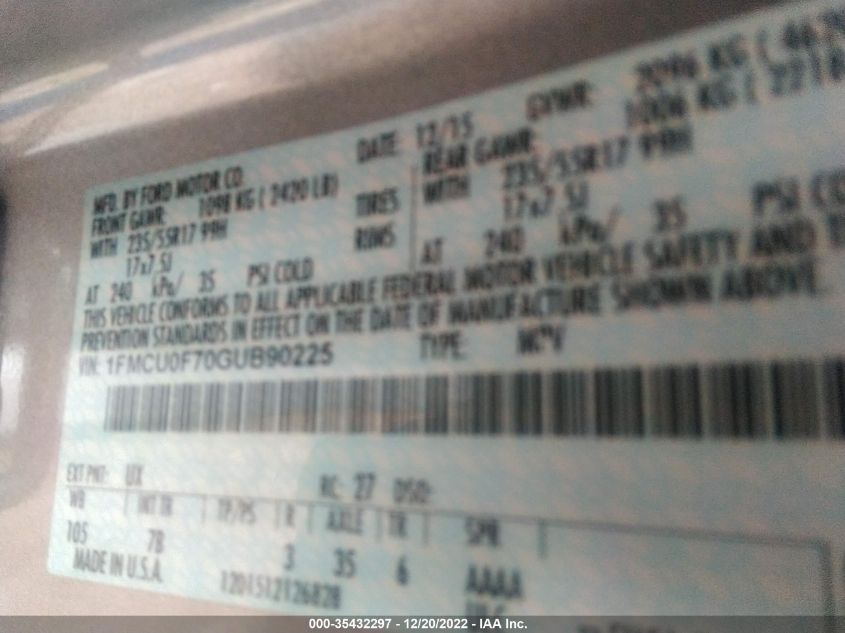 MFD. BY FORD MOTOR CO. DATE: 12/15 GVWR: 2096 KG (
FRONT GAWR: 1098 KG ( 2420 LB) REAR GAWR: 1006 KG (
WITH 235/55R17 99H TIRES WITH 235/55R17 99H
17x7.5J RIMS 17x7.5J
AT 240 kPa/ 35 PSI COLD AT 240 kPa/ 35 PSI COLD
THIS VEHICLE CONFORMS TO ALL APPLICABLE FEDERAL MOTOR VEHICLE SAFETY AND
PREVENTION STANDARDS IN EFFECT ON THE DATE OF MANUFACTURE SHOWN ABOVE.
VIN: 1FMCU0F70GUB90225 TYPE:
EXT PNT: UX RC: 27 DSO:
WB INT TR TP/PS R AXLE TR SPR
105 7B 3 35 6 AAAA
MADE IN U.S.A. 1201512126828
000-35432297 - 12/20/2022 - IAA Inc.